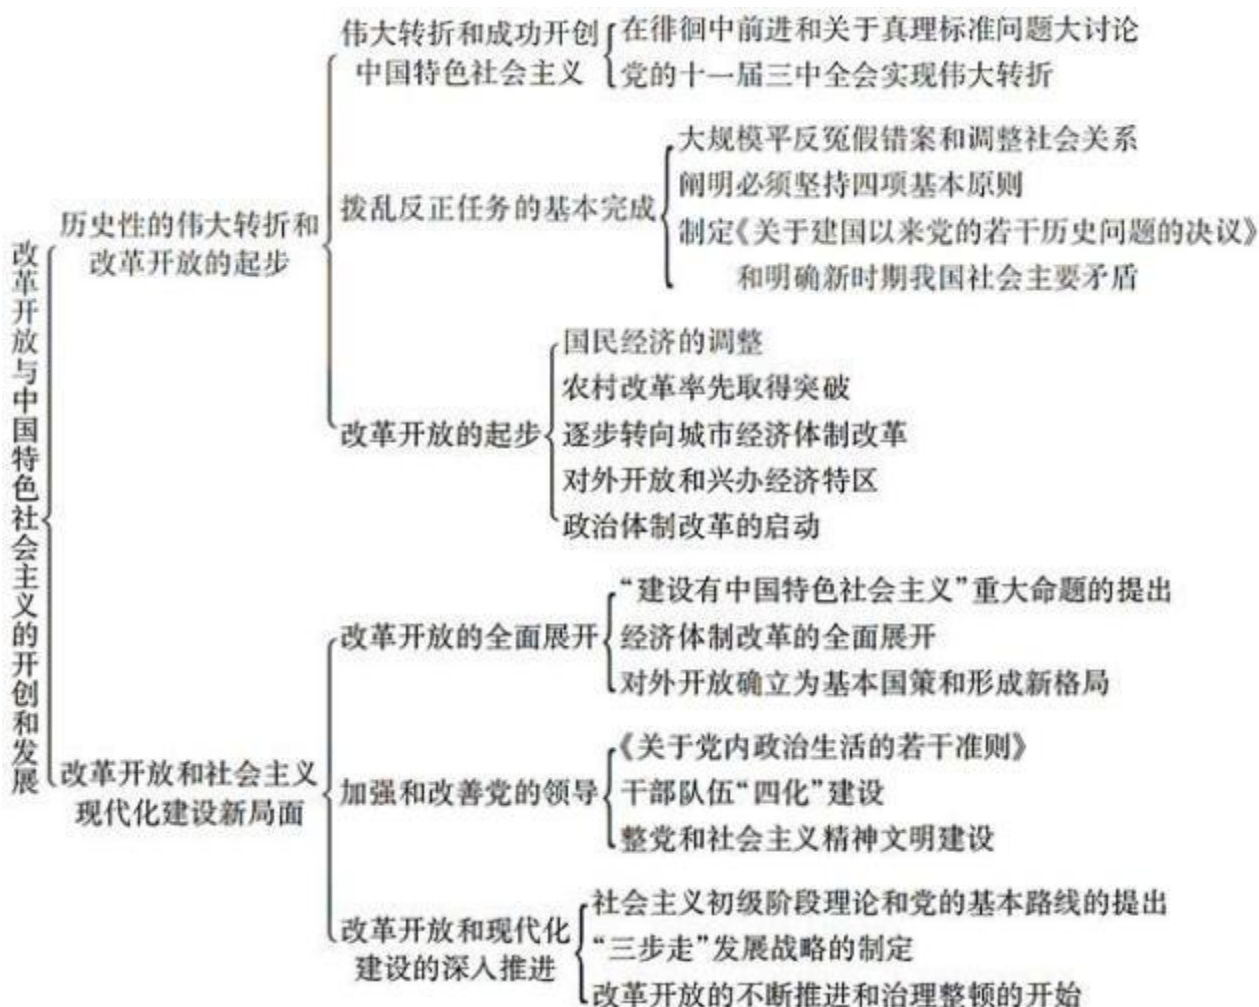 改革开放与中国特色社会主义的开创和发展
历史性的伟大转折和
改革开放的起步
伟大转折和成功开创
中国特色社会主义
在徘徊中前进和关于真理标准问题大讨论
党的十一届三中全会实现伟大转折
拨乱反正任务的基本完成
大规模平反冤假错案和调整社会关系
阐明必须坚持四项基本原则
制定《关于建国以来党的若干历史问题的决议》
和明确新时期我国社会主要矛盾
改革开放的起步
国民经济的调整
农村改革率先取得突破
逐步转向城市经济体制改革
对外开放和兴办经济特区
政治体制改革的启动
改革开放和社会主义
现代化建设新局面
改革开放的全面展开
“建设有中国特色社会主义”重大命题的提出
经济体制改革的全面展开
对外开放确立为基本国策和形成新格局
加强和改善党的领导
《关于党内政治生活的若干准则》
干部队伍“四化”建设
整党和社会主义精神文明建设
改革开放和现代化
建设的深入推进
社会主义初级阶段理论和党的基本路线的提出
“三步走”发展战略的制定
改革开放的不断推进和治理整顿的开始